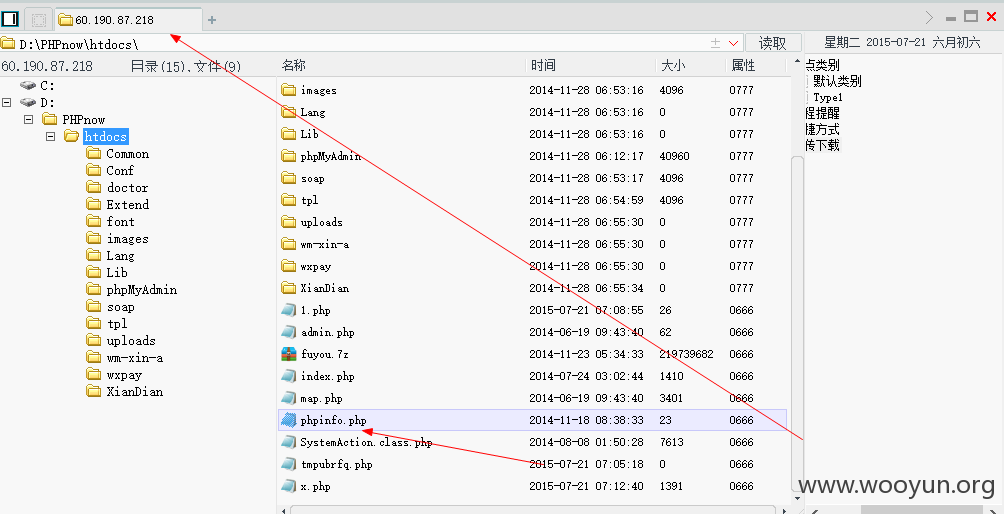 60.190.87.218
D:\PHPnow\htdocs\
读取
星期二 2015-07-21 六月初六
60.190.87.218 目录(15),文件(9)
名称 时间 大小 属性
C:
D:
PHPnow
htdocs
Common
Conf
doctor
Extend
font
images
Lang
Lib
phpMyAdmin
soap
tpl
uploads
wm-xin-a
wxpay
XianDian
images 2014-11-28 06:53:16 4096 0777
Lang 2014-11-28 06:53:16 0 0777
Lib 2014-11-28 06:53:16 0 0777
phpMyAdmin 2014-11-28 06:12:17 40960 0777
soap 2014-11-28 06:53:17 4096 0777
tpl 2014-11-28 06:54:59 4096 0777
uploads 2014-11-28 06:55:30 0 0777
wm-xin-a 2014-11-28 06:55:30 0 0777
wxpay 2014-11-28 06:55:30 0 0777
XianDian 2014-11-28 06:55:34 0 0777
1.php 2015-07-21 07:08:55 26 0666
admin.php 2014-06-19 09:43:40 62 0666
fuyou.7z 2014-11-23 05:34:33 219739682 0666
index.php 2014-07-24 03:02:44 1410 0666
map.php 2014-06-19 09:43:40 3401 0666
phpinfo.php 2014-11-18 08:38:33 23 0666
SystemAction.class.php 2014-08-08 01:50:28 7613 0666
tmpubrfq.php 2015-07-21 07:05:18 0 0666
x.php 2015-07-21 07:12:40 1391 0666
点类别
默认类别
Type1
程提醒
捷方式
传下载
www.wooyun.org